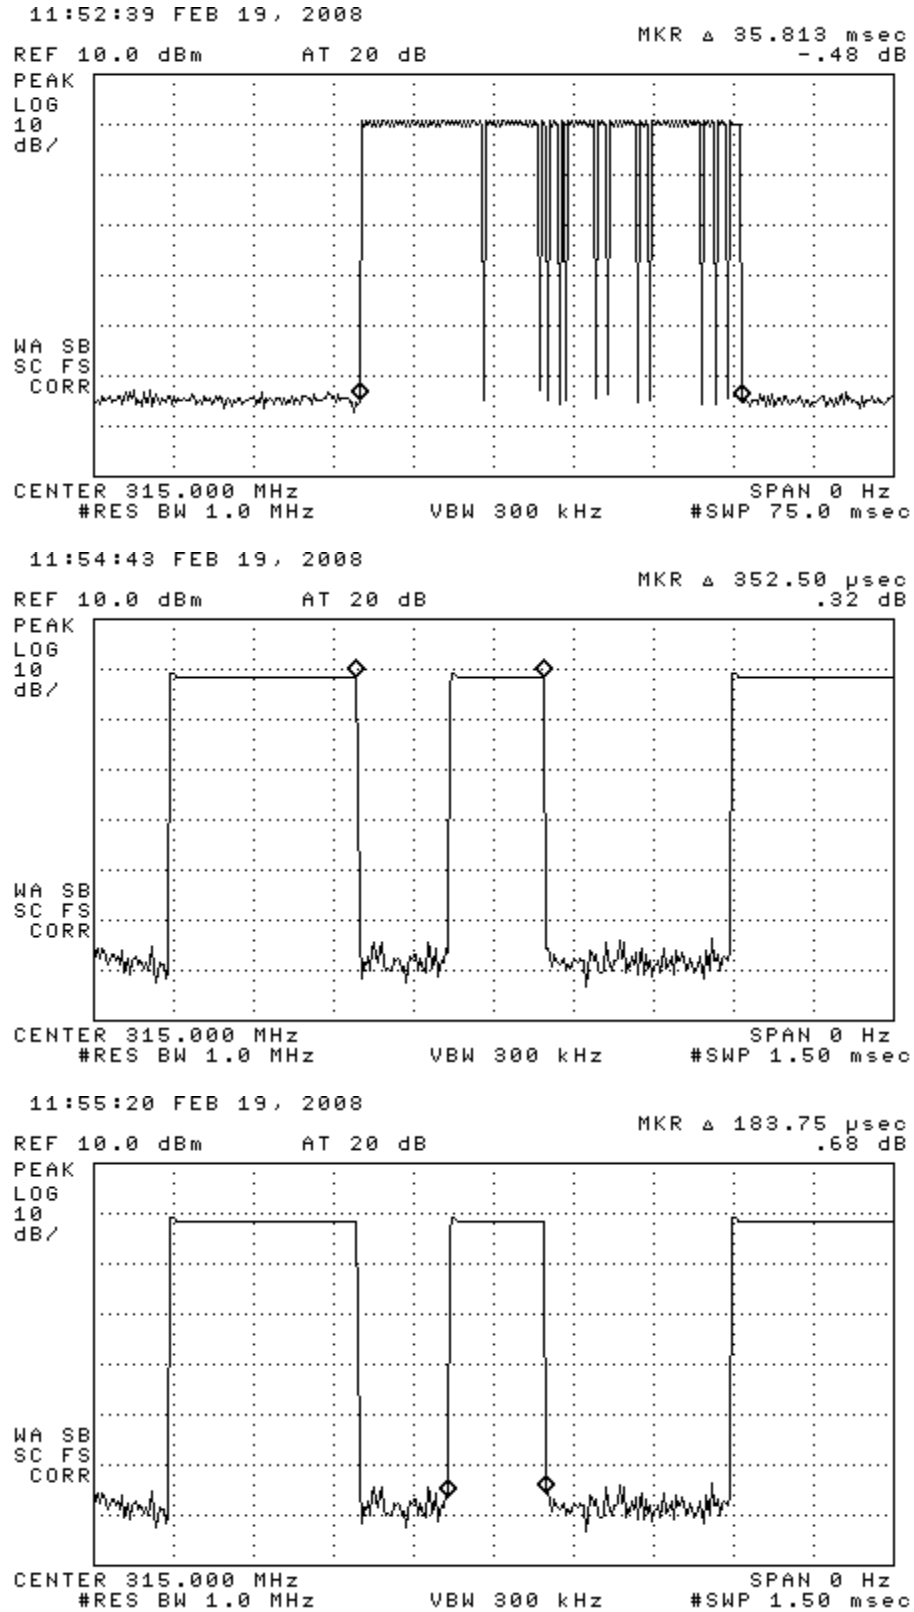 11:52:39 FEB 19, 2008
MKR Δ 35.813 msec
REF 10.0 dBm AT 20 dB -.48 dB
PEAK
LOG
10
dB/
WA SB
SC FS
CORR
CENTER 315.000 MHz SPAN 0 Hz
#RES BW 1.0 MHz VBW 300 kHz #SWP 75.0 msec
11:54:43 FEB 19, 2008
MKR Δ 352.50 μsec
REF 10.0 dBm AT 20 dB .32 dB
PEAK
LOG
10
dB/
WA SB
SC FS
CORR
CENTER 315.000 MHz SPAN 0 Hz
#RES BW 1.0 MHz VBW 300 kHz #SWP 1.50 msec
11:55:20 FEB 19, 2008
MKR Δ 183.75 μsec
REF 10.0 dBm AT 20 dB .68 dB
PEAK
LOG
10
dB/
WA SB
SC FS
CORR
CENTER 315.000 MHz SPAN 0 Hz
#RES BW 1.0 MHz VBW 300 kHz #SWP 1.50 msec